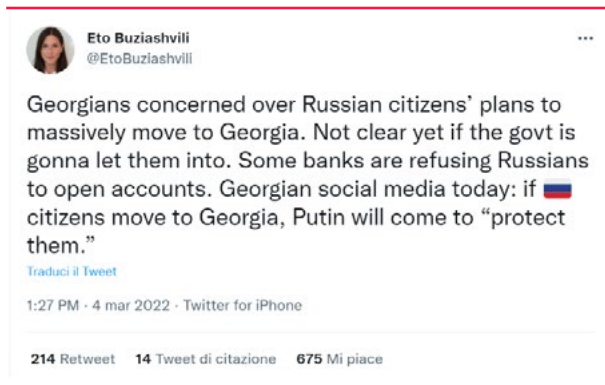 Eto Buziashvili
@EtoBuziashvili
Georgians concerned over Russian citizens’ plans to
massively move to Georgia. Not clear yet if the govt is
gonna let them into. Some banks are refusing Russians
to open accounts. Georgian social media today: if 🇷🇺
citizens move to Georgia, Putin will come to “protect
them.”
Traduci il Tweet
1:27 PM · 4 mar 2022 · Twitter for iPhone
214 Retweet 14 Tweet di citazione 675 Mi piace